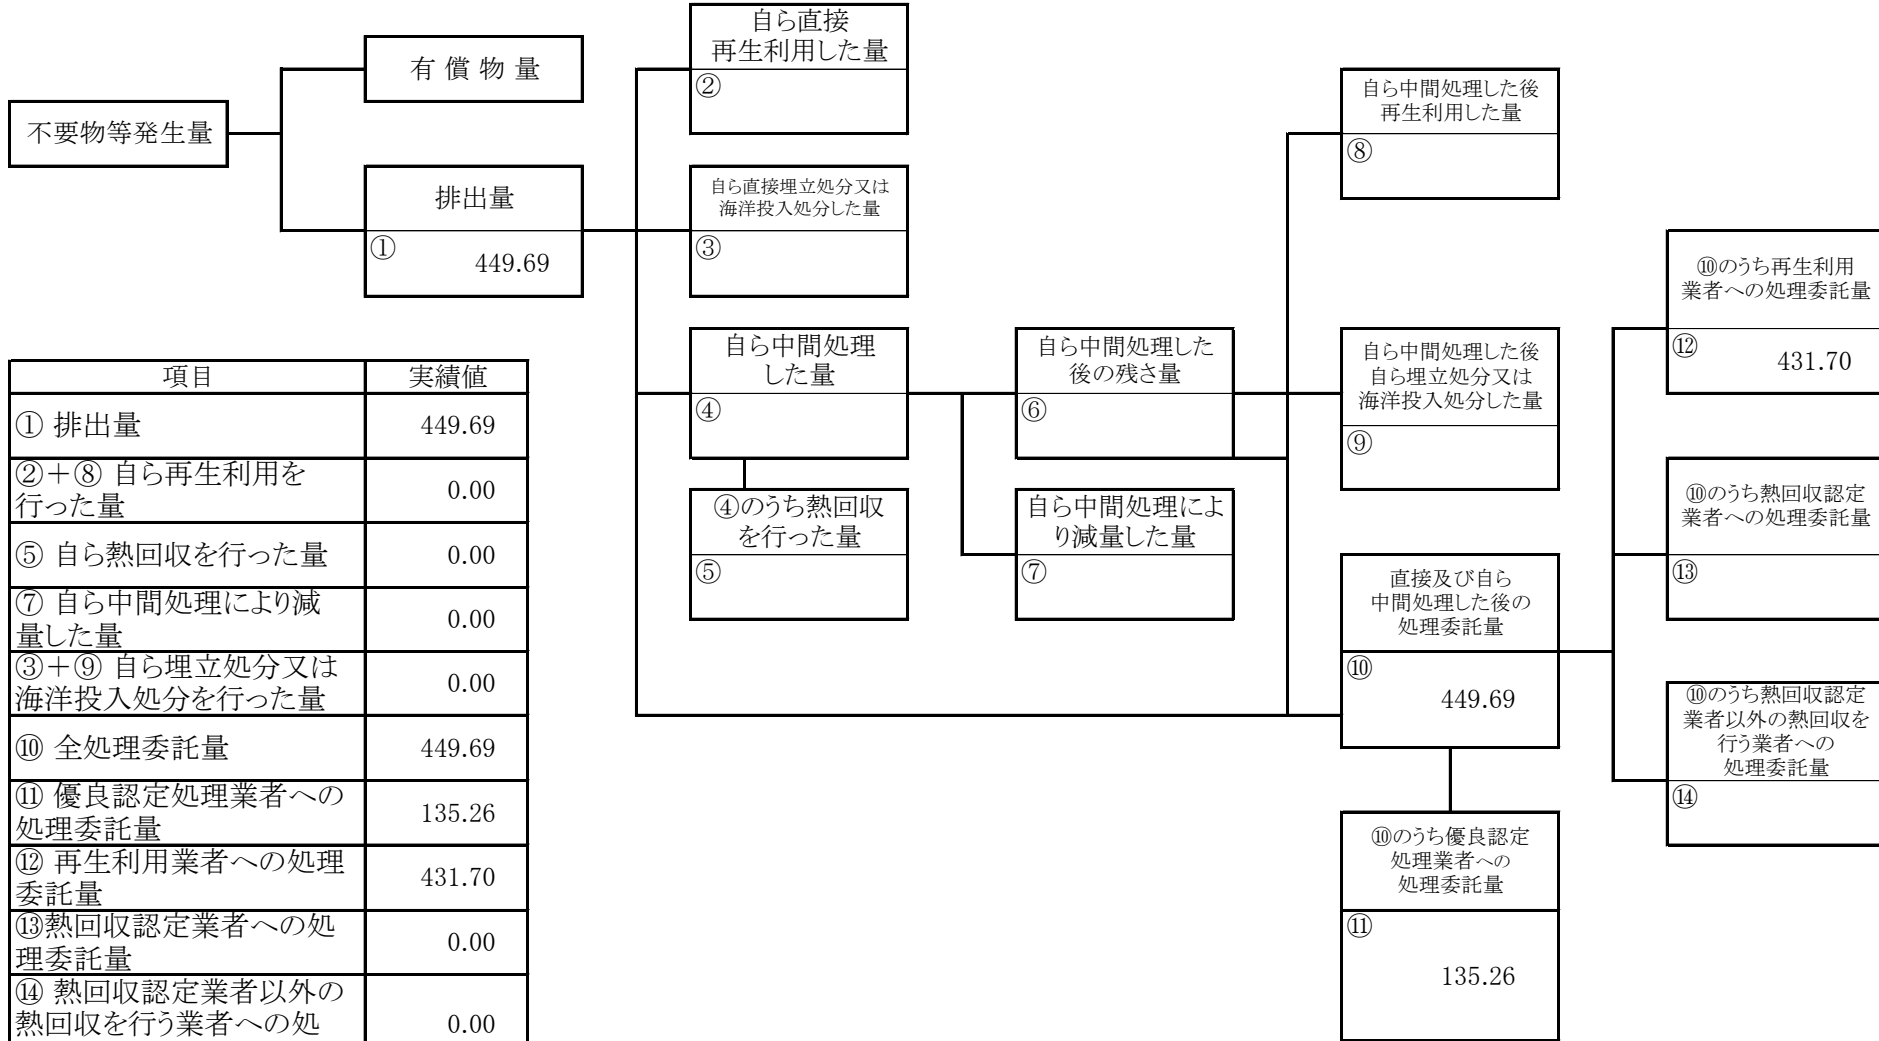 不要物等発生量
有償物量
排出量
①
449.69
自ら直接
再生利用した量
②
自ら直接埋立処分又は
海洋投入処分した量
③
自ら中間処理
した量
④
④のうち熱回収
を行った量
⑤
自ら中間処理した
後の残さ量
⑥
自ら中間処理によ
り減量した量
⑦
自ら中間処理した後
再生利用した量
⑧
自ら中間処理した後
自ら埋立処分又は
海洋投入処分した量
⑨
直接及び自ら
中間処理した後の
処理委託量
⑩
449.69
⑩のうち優良認定
処理業者への
処理委託量
⑪
135.26
⑩のうち再生利用
業者への処理委託量
⑫
431.70
⑩のうち熱回収認定
業者への処理委託量
⑬
⑩のうち熱回収認定
業者以外の熱回収を
行う業者への
処理委託量
⑭
項目 実績値
① 排出量 449.69
②＋⑧ 自ら再生利用を
行った量 0.00
⑤ 自ら熱回収を行った量 0.00
⑦ 自ら中間処理により減
量した量 0.00
③＋⑨ 自ら埋立処分又は
海洋投入処分を行った量 0.00
⑩ 全処理委託量 449.69
⑪ 優良認定処理業者への
処理委託量 135.26
⑫ 再生利用業者への処理
委託量 431.70
⑬熱回収認定業者への処
理委託量 0.00
⑭ 熱回収認定業者以外の
熱回収を行う業者への処 0.00